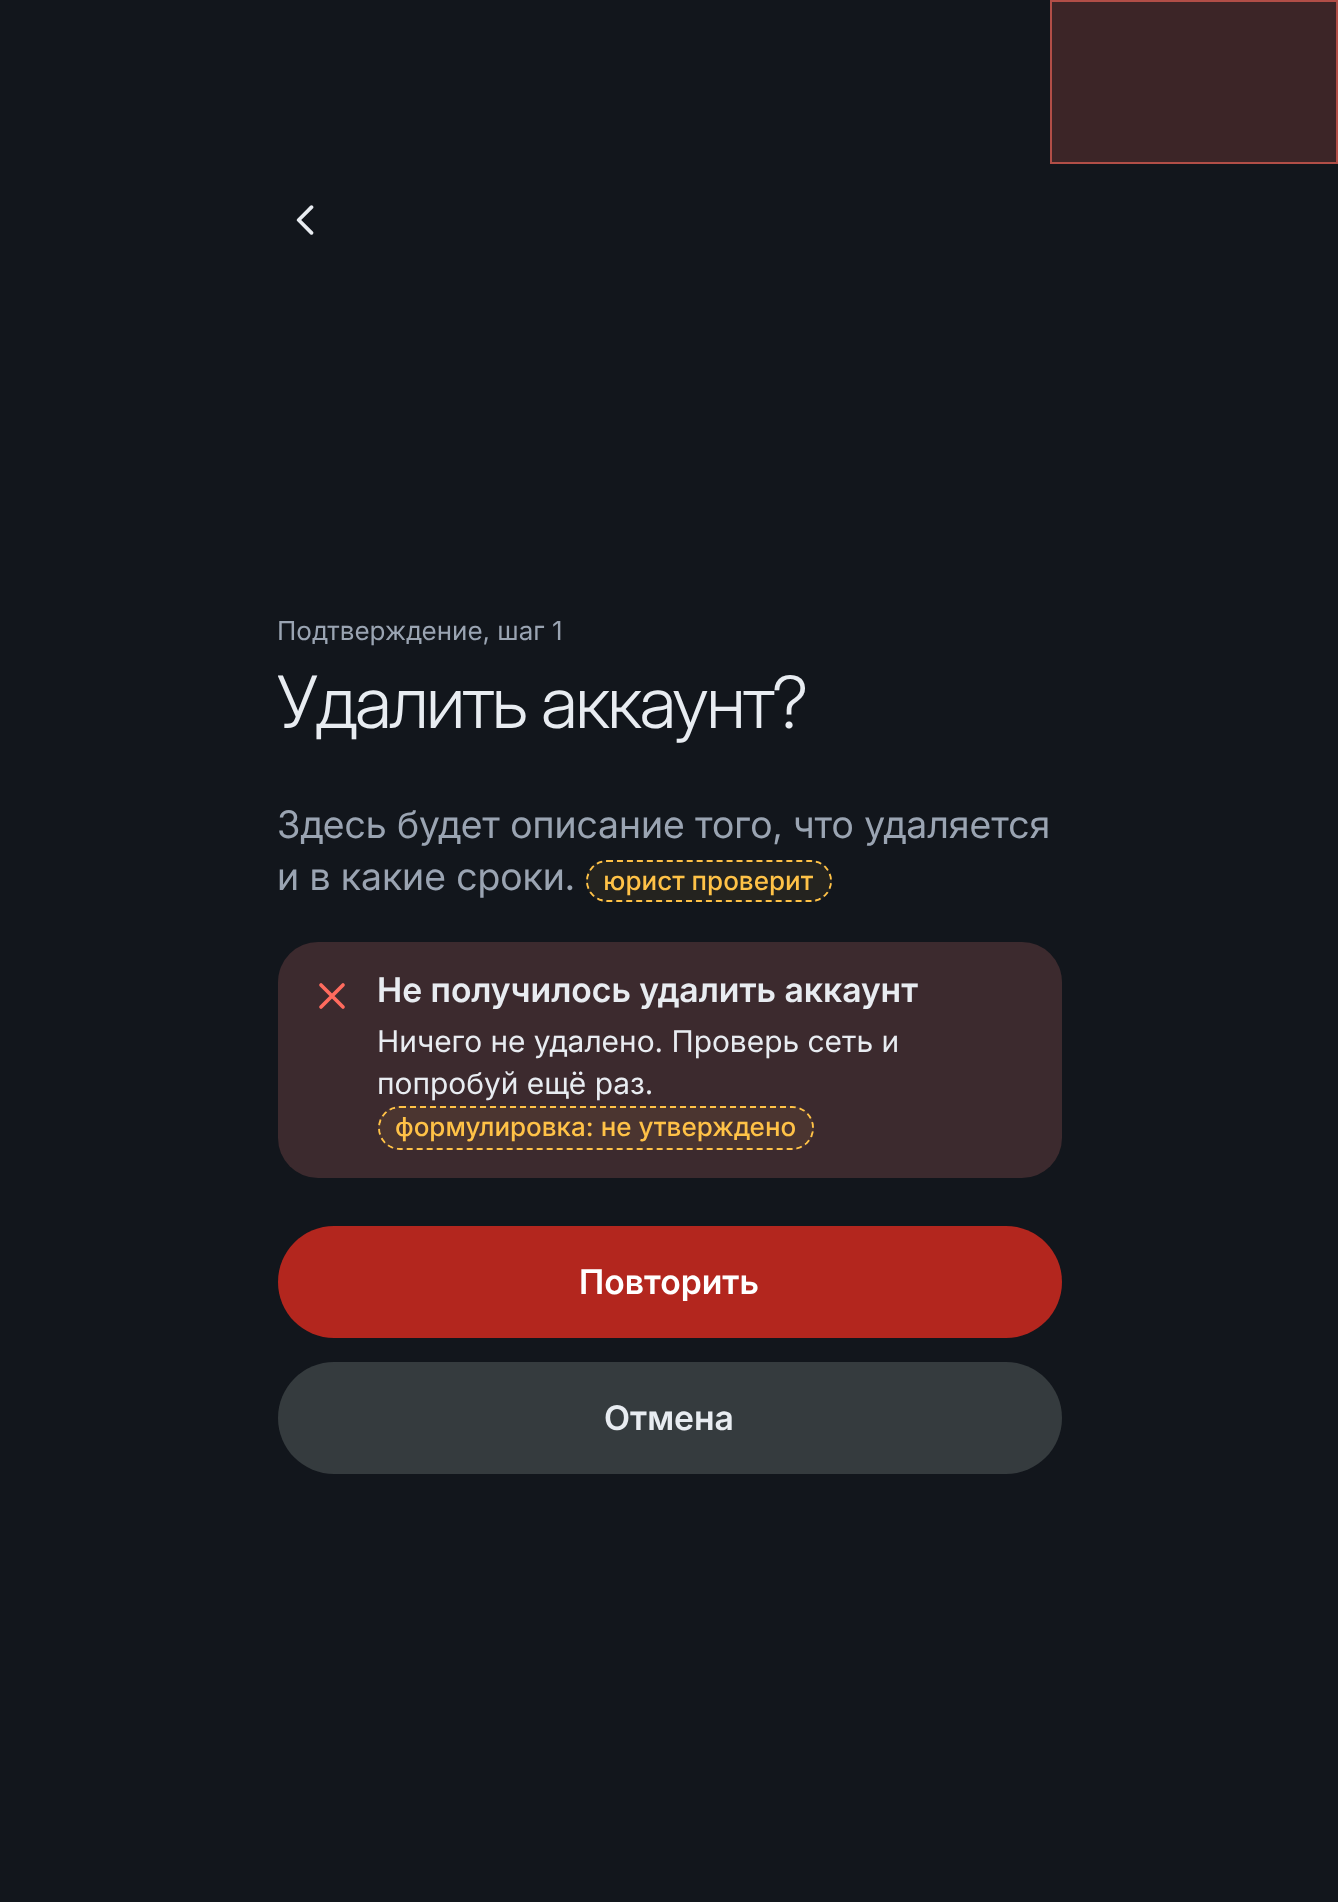 Подтверждение, шаг 1
Удалить аккаунт?
Здесь будет описание того, что удаляется
и в какие сроки. юрист проверит
Не получилось удалить аккаунт
Ничего не удалено. Проверь сеть и
попробуй ещё раз.
формулировка: не утверждено
Повторить
Отмена